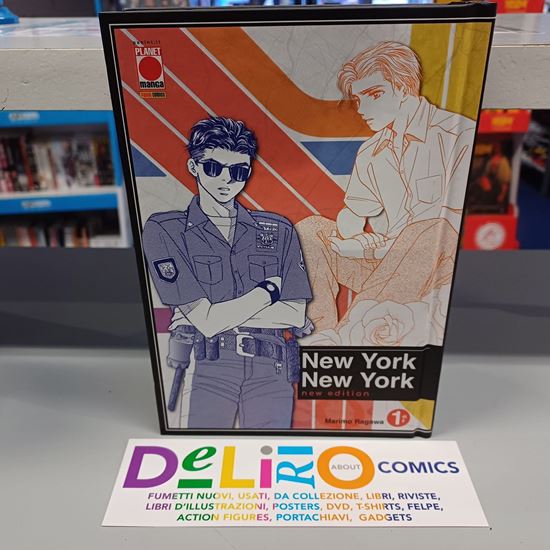 PLANET
manga
New York
New York
new edition
Marimo Ragawa
1
DeLiRiO ABOUT COMICS
FUMETTI NUOVI, USATI, DA COLLEZIONE, LIBRI, RIVISTE,
LIBRI D'ILLUSTRAZIONI, POSTERS, DVD, T-SHIRTS, FELPE,
ACTION FIGURES, PORTACHIAVI, GADGETS